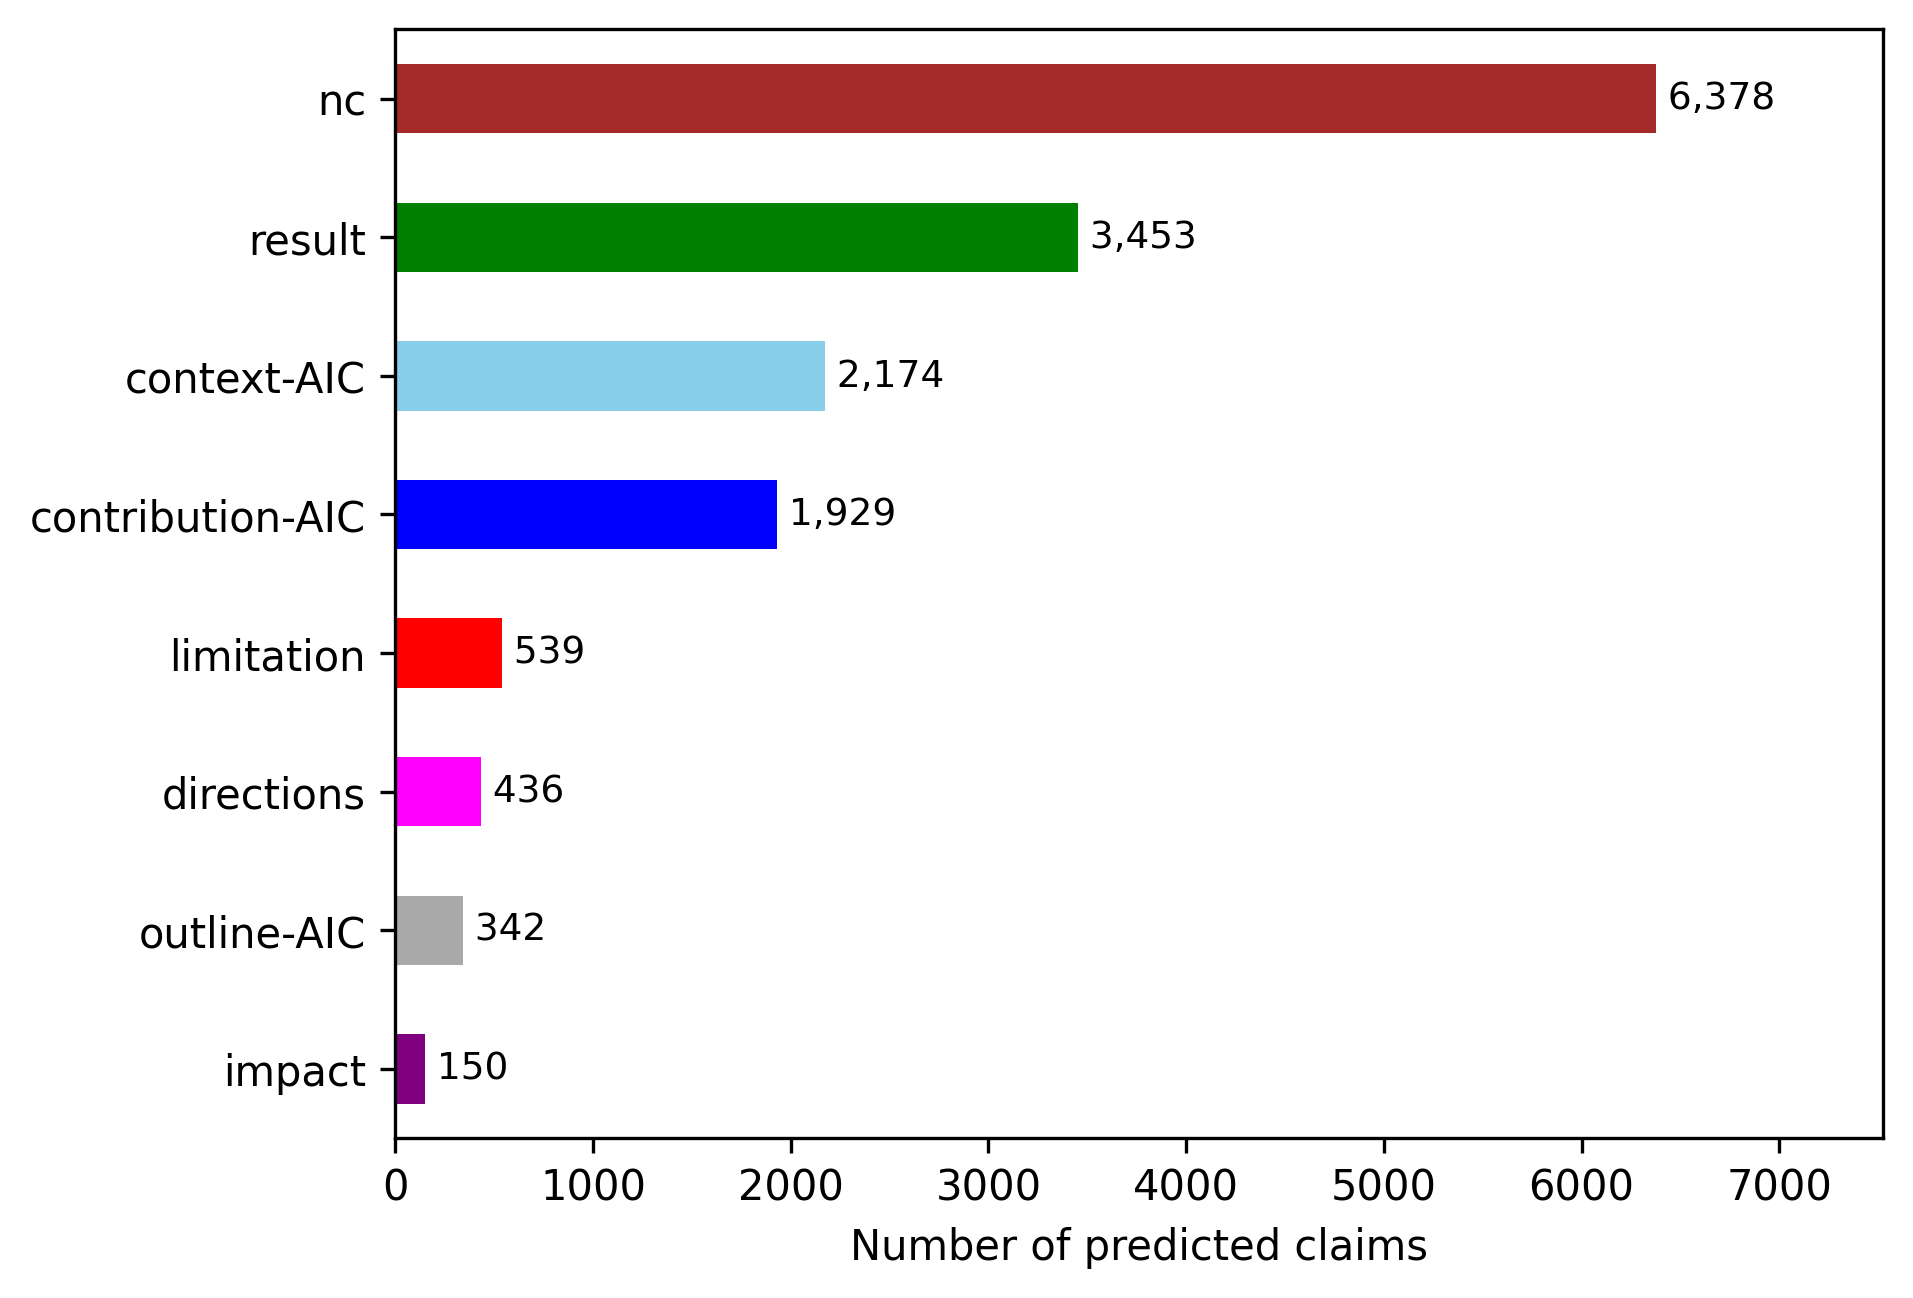 nc 6,378
result 3,453
context-AIC 2,174
contribution-AIC 1,929
limitation 539
directions 436
outline-AIC 342
impact 150
0 1000 2000 3000 4000 5000 6000 7000
Number of predicted claims